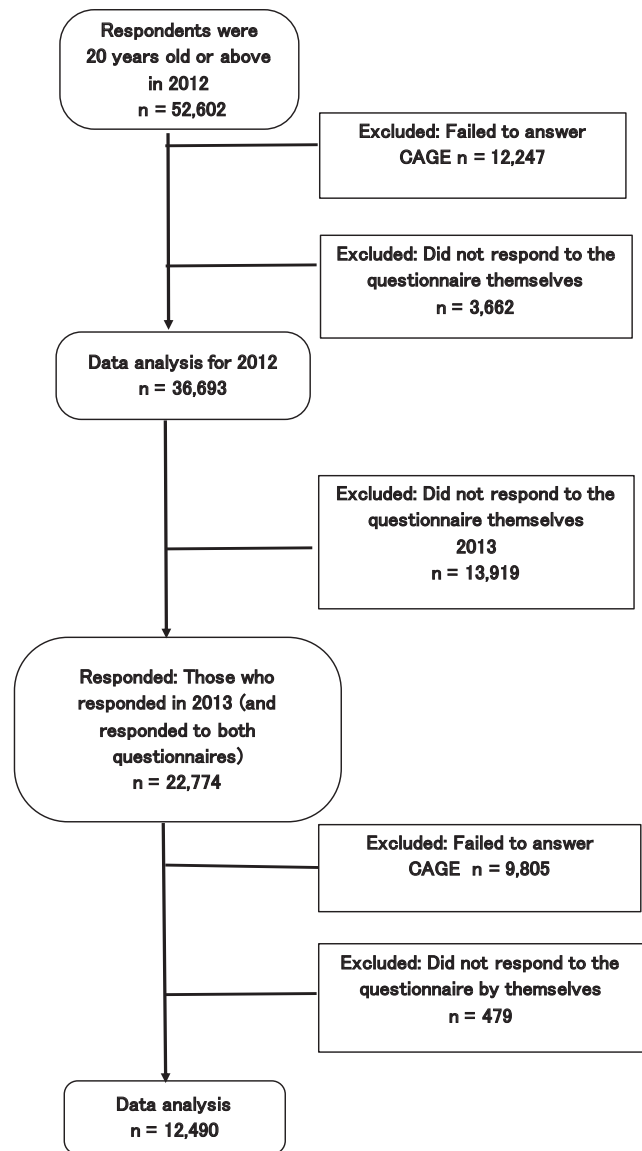 Respondents were
20 years old or above
in 2012
n = 52,602
Excluded: Failed to answer
CAGE n = 12,247
Excluded: Did not respond to the
questionnaire themselves
n = 3,662
Data analysis for 2012
n = 36,693
Excluded: Did not respond to the
questionnaire themselves
2013
n = 13,919
Responded: Those who
responded in 2013 (and
responded to both
questionnaires)
n = 22,774
Excluded: Failed to answer
CAGE n = 9,805
Excluded: Did not respond to the
questionnaire by themselves
n = 479
Data analysis
n = 12,490